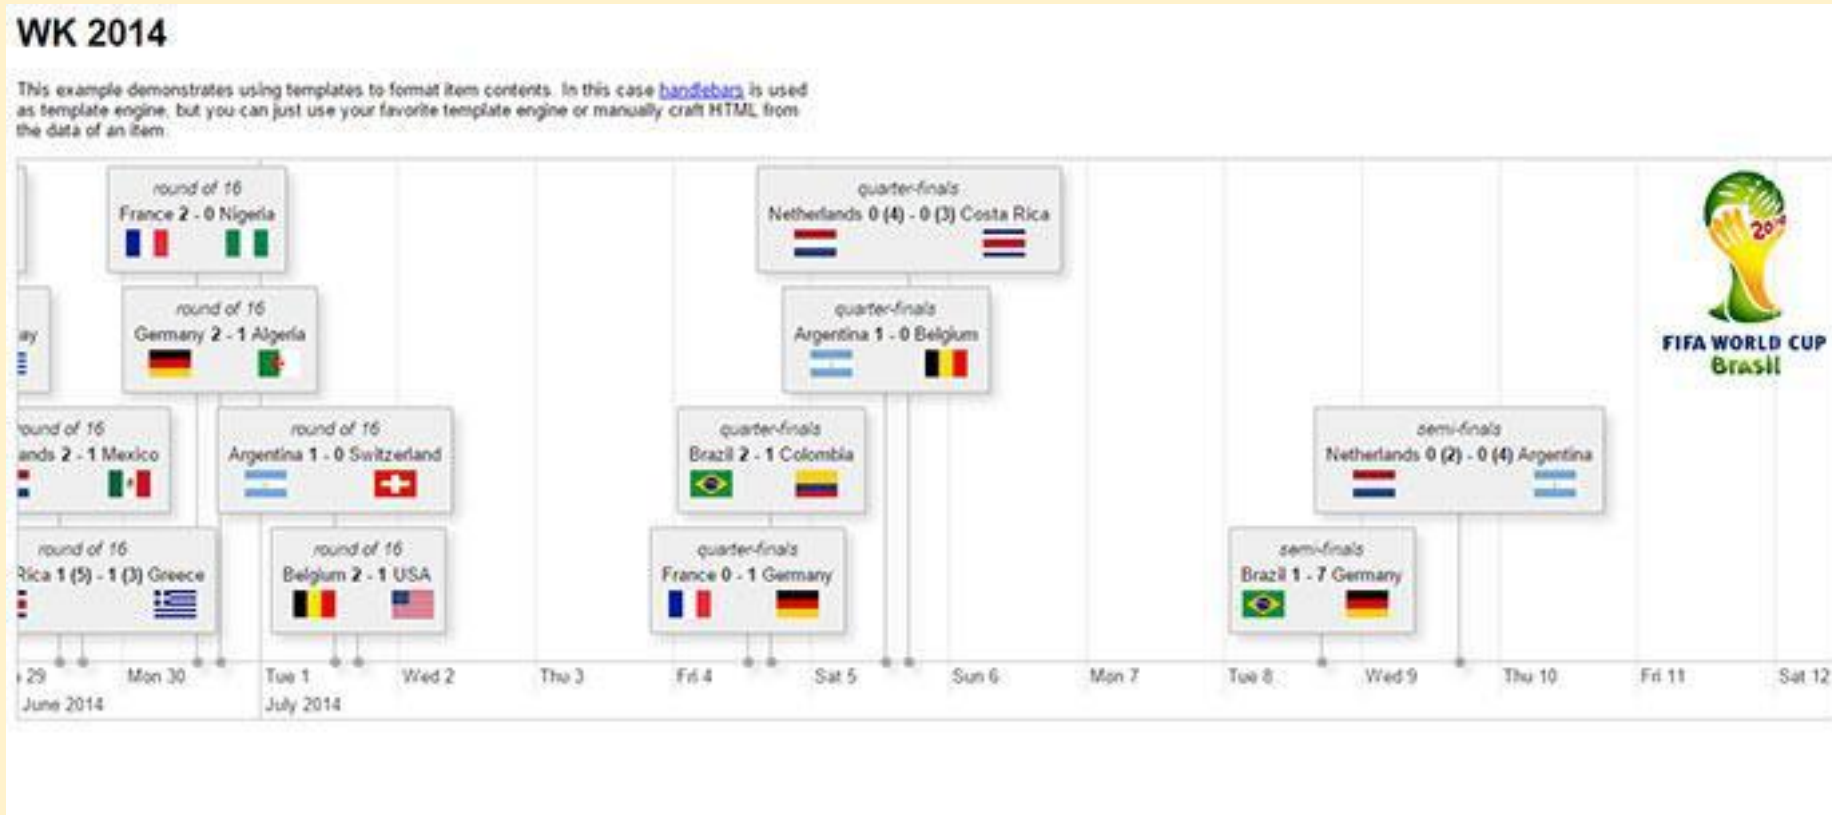 WK 2014
This example demonstrates using templates to format item contents. In this case handlebars is used
as template engine, but you can just use your favorite template engine or manually craft HTML from
the data of an item.
round of 16
France 2 - 0 Nigeria
quarter-finals
Netherlands 0 (4) - 0 (3) Costa Rica
2014
FIFA WORLD CUP
Brasil
ay
round of 16
Germany 2 - 1 Algeria
quarter-finals
Argentina 1 - 0 Belgium
round of 16
ands 2 - 1 Mexico
round of 16
Argentina 1 - 0 Switzerland
quarter-finals
Brazil 2 - 1 Colombia
semi-finals
Netherlands 0 (2) - 0 (4) Argentina
round of 16
Rica 1 (5) - 1 (3) Greece
round of 16
Belgium 2 - 1 USA
quarter-finals
France 0 - 1 Germany
semi-finals
Brazil 1 - 7 Germany
29 Mon 30 Tue 1 Wed 2 Thu 3 Fri 4 Sat 5 Sun 6 Mon 7 Tue 8 Wed 9 Thu 10 Fri 11 Sat 12
June 2014 July 2014